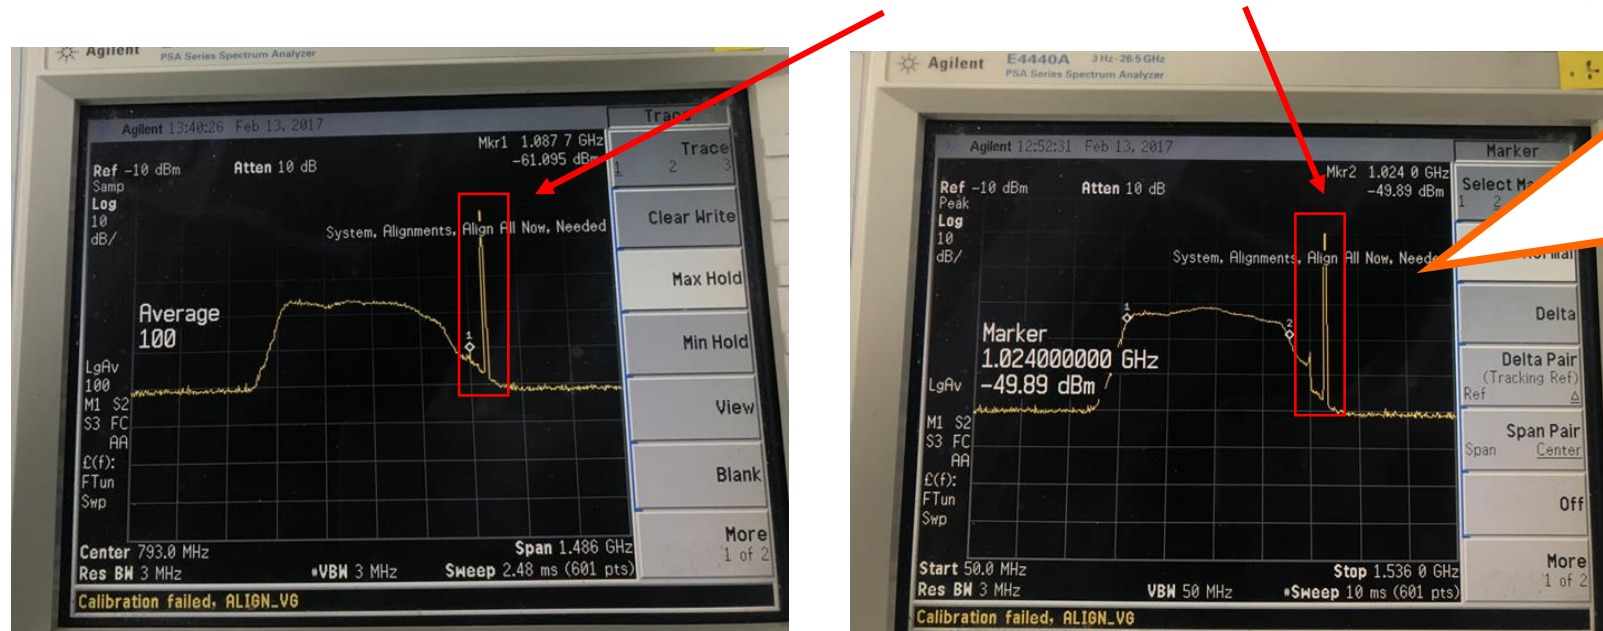 Agilent
PSA Series Spectrum Analyzer
Agilent 13:40:26 Feb 13, 2017
Trace
Mkr1 1.087 7 GHz
-61.095 dBm
Ref -10 dBm Atten 10 dB
Samp
Log
10
dB/
System, Alignments, Align All Now, Needed
Average
100
1
LgAv
100
M1 S2
S3 FC
AA
£(f):
FTun
Swp
Center 793.0 MHz Span 1.486 GHz
Res BW 3 MHz #VBW 3 MHz Sweep 2.48 ms (601 pts)
Calibration failed, ALIGN_VG
Trace
1 2 3
Clear Write
Max Hold
Min Hold
View
Blank
More
1 of 2
Agilent E4440A 3 Hz-26.5 GHz
PSA Series Spectrum Analyzer
Agilent 12:52:31 Feb 13, 2017
Marker
Mkr2 1.024 0 GHz
-49.89 dBm
Ref -10 dBm Atten 10 dB
Peak
Log
10
dB/
System, Alignments, Align All Now, Neede
1
2
Marker
1.024000000 GHz
-49.89 dBm
LgAv
M1 S2
S3 FC
AA
£(f):
FTun
Swp
Start 50.0 MHz Stop 1.536 0 GHz
Res BW 3 MHz VBW 50 MHz #Sweep 10 ms (601 pts)
Calibration failed, ALIGN_VG
Select Ma
1 2
Delta
Delta Pair
(Tracking Ref)
Ref Δ
Span Pair
Span Center
Off
More
1 of 2